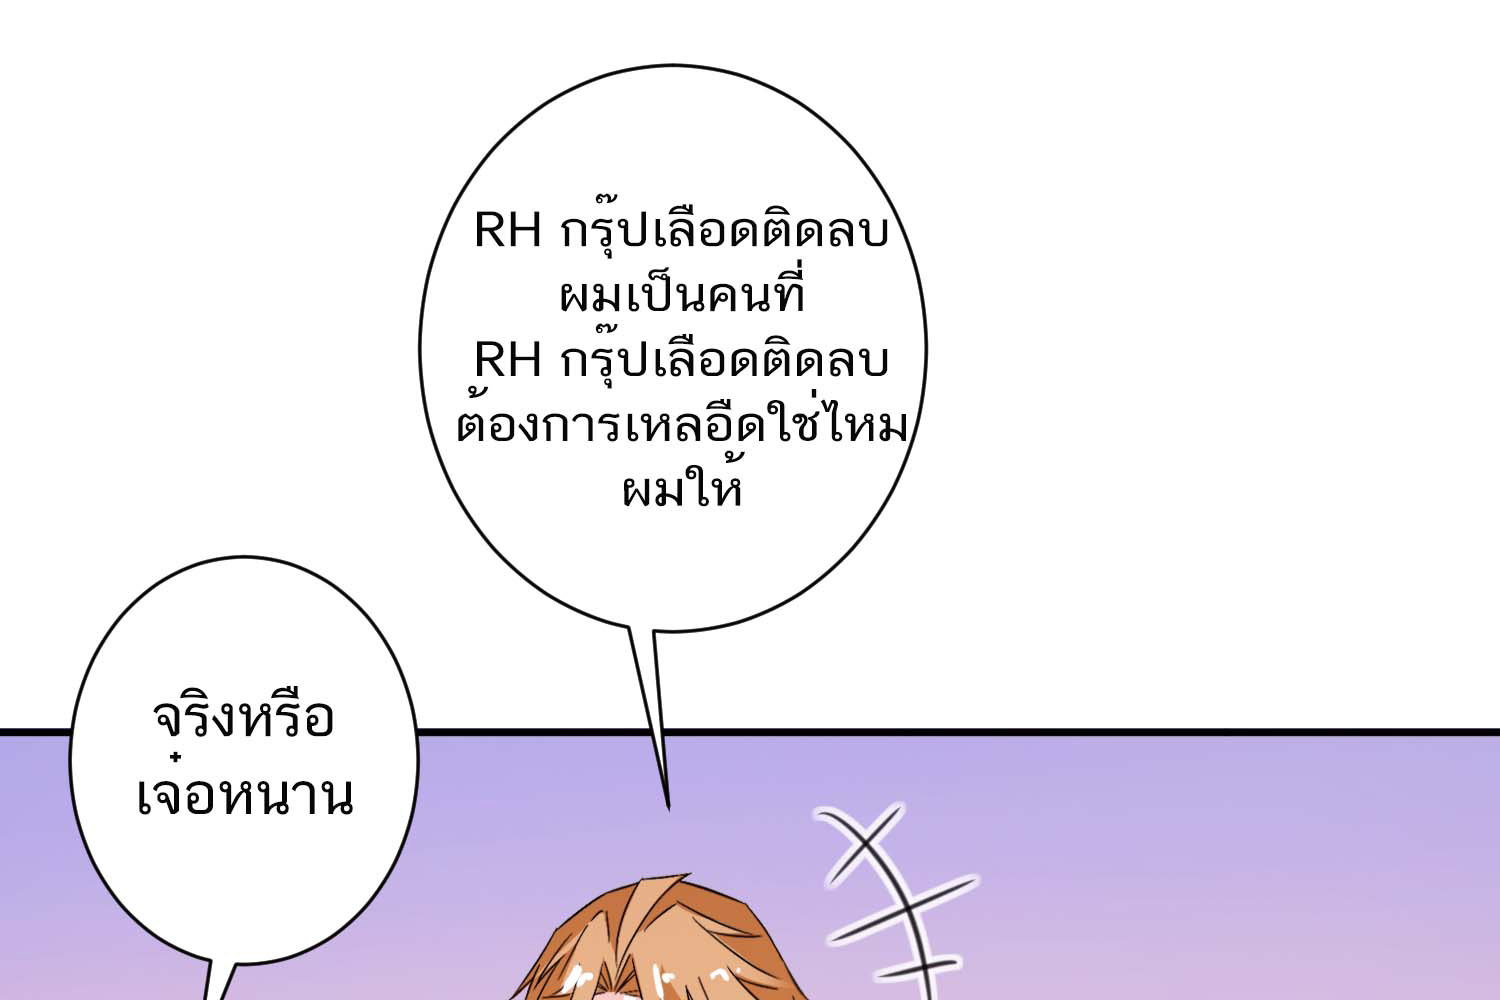 RH กรุ๊ปเลือดติดลบ
ผมเป็นคนที่
RH กรุ๊ปเลือดติดลบ
ต้องการเหลอืดใช่ไหม
ผมให้
จริงหรือ
เจ๋อหนาน